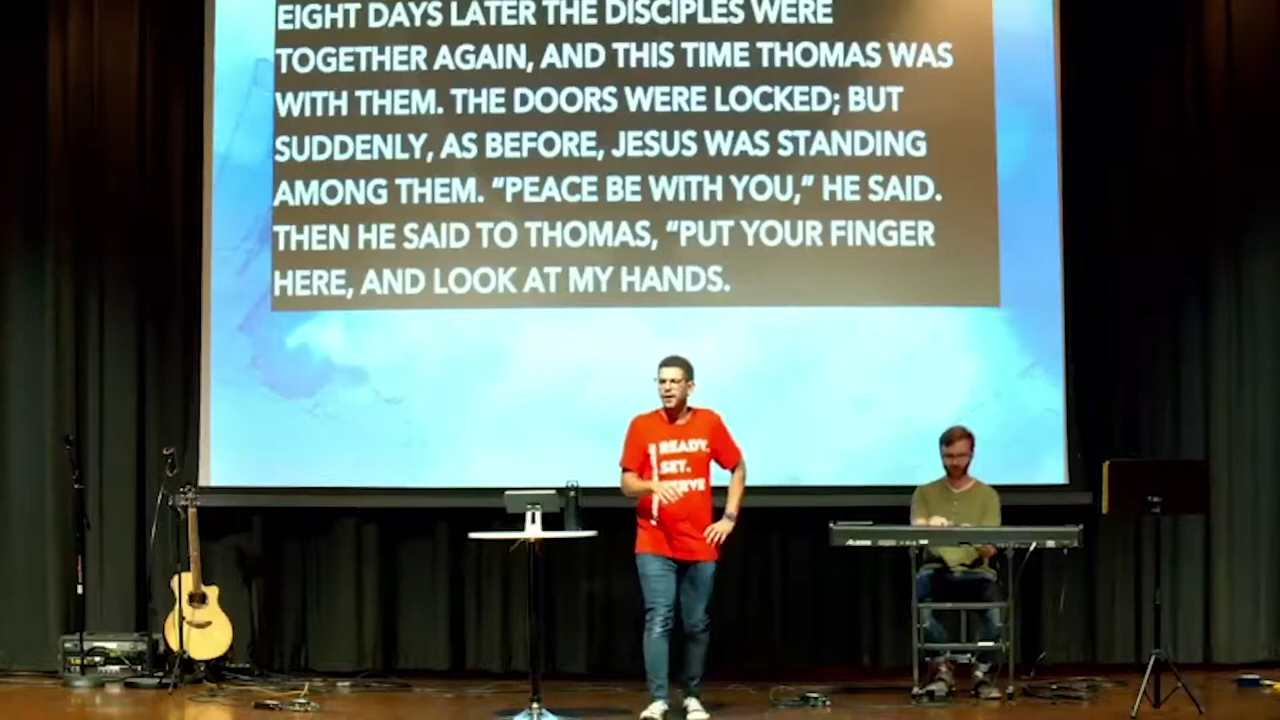 EIGHT DAYS LATER THE DISCIPLES WERE
TOGETHER AGAIN, AND THIS TIME THOMAS WAS
WITH THEM. THE DOORS WERE LOCKED; BUT
SUDDENLY, AS BEFORE, JESUS WAS STANDING
AMONG THEM. “PEACE BE WITH YOU,” HE SAID.
THEN HE SAID TO THOMAS, “PUT YOUR FINGER
HERE, AND LOOK AT MY HANDS.
READY.
SET.